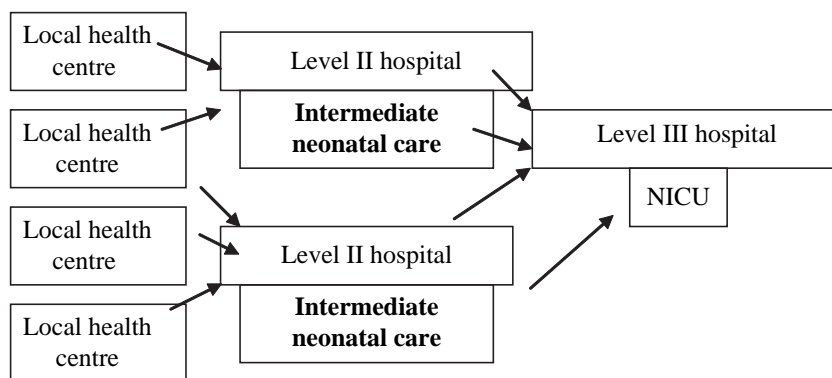 Local health
centre
Level II hospital
Intermediate
neonatal care
Local health
centre
Level III hospital
NICU
Local health
centre
Level II hospital
Intermediate
neonatal care
Local health
centre